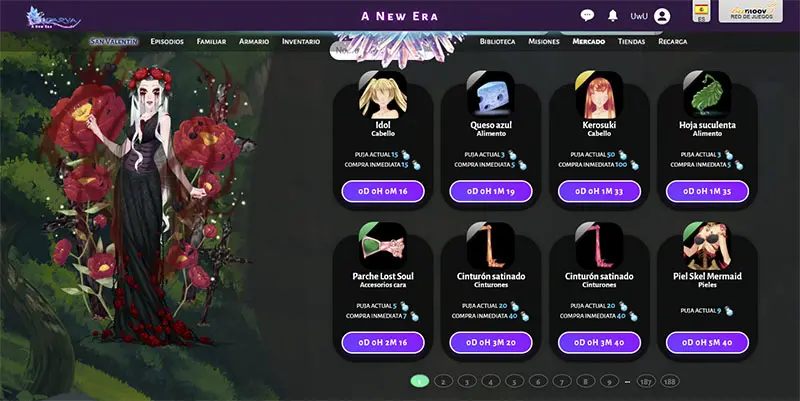 A New Era
A New Era
UwU
ES
RED DE JUEGOS
San Valentín
Episodios
Familiar
Armario
Inventario
Biblioteca
Misiones
Mercado
Tiendas
Recarga
No...
Idol
Cabello
PUJA ACTUAL 15
COMPRA INMEDIATA 15
0D 0H 0M 16
Queso azul
Alimento
PUJA ACTUAL 3
COMPRA INMEDIATA 5
0D 0H 1M 19
Kerosuki
Cabello
PUJA ACTUAL 50
COMPRA INMEDIATA 100
0D 0H 1M 33
Hoja suculenta
Alimento
PUJA ACTUAL 3
COMPRA INMEDIATA 5
0D 0H 1M 35
Parche Lost Soul
Accesorios cara
PUJA ACTUAL 5
COMPRA INMEDIATA 7
0D 0H 2M 16
Cinturón satinado
Cinturones
PUJA ACTUAL 20
COMPRA INMEDIATA 40
0D 0H 3M 20
Cinturón satinado
Cinturones
PUJA ACTUAL 20
COMPRA INMEDIATA 40
0D 0H 3M 40
Piel Skel Mermaid
Pieles
PUJA ACTUAL 9
0D 0H 5M 40
1 2 3 4 5 6 7 8 9 ... 187 188